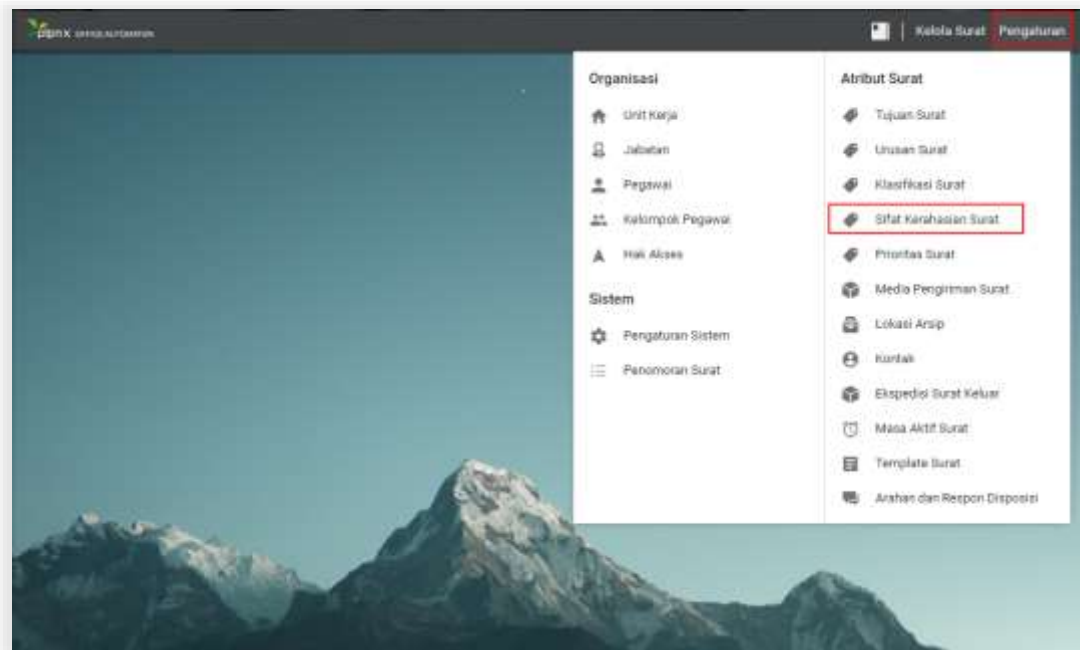 Kelola Surat Pengaturan
Organisasi
Unit Kerja
Jabatan
Pegawai
Kelompok Pegawai
Hak Akses
Sistem
Pengaturan Sistem
Penomoran Surat
Atribut Surat
Tujuan Surat
Urusan Surat
Klasifikasi Surat
Sifat Kerahasian Surat
Prioritas Surat
Media Pengiriman Surat
Lokasi Arsip
Kontak
Ekspedisi Surat Keluar
Masa Aktif Surat
Template Surat
Arahan dan Respon Disposisi